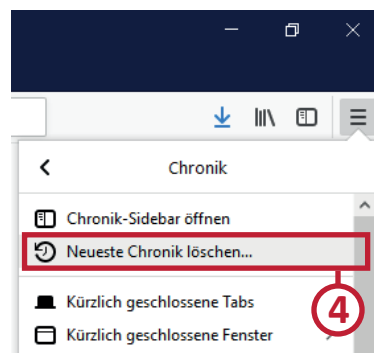 Chronik
Chronik-Sidebar öffnen
Neueste Chronik löschen...
Kürzlich geschlossene Tabs
4
Kürzlich geschlossene Fenster